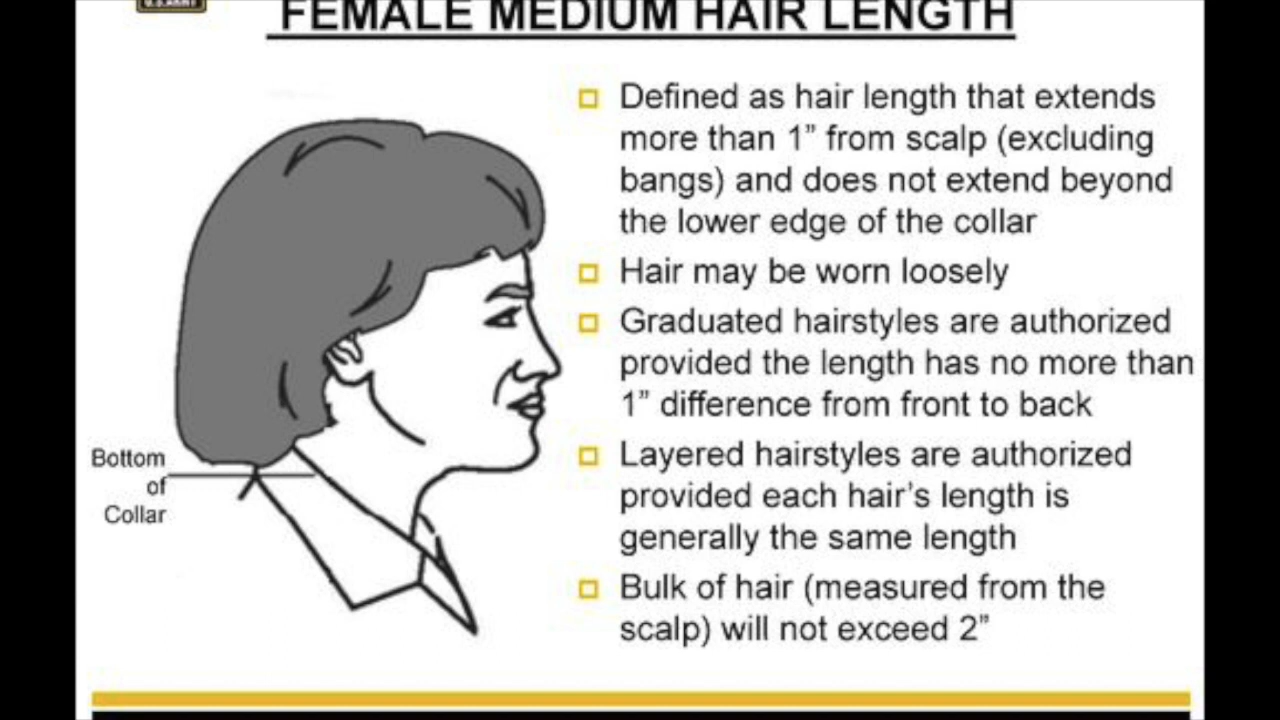 U.S. ARMY
FEMALE MEDIUM HAIR LENGTH
Defined as hair length that extends
more than 1” from scalp (excluding
bangs) and does not extend beyond
the lower edge of the collar
Hair may be worn loosely
Graduated hairstyles are authorized
provided the length has no more than
1” difference from front to back
Layered hairstyles are authorized
provided each hair’s length is
generally the same length
Bulk of hair (measured from the
scalp) will not exceed 2”
Bottom
of
Collar